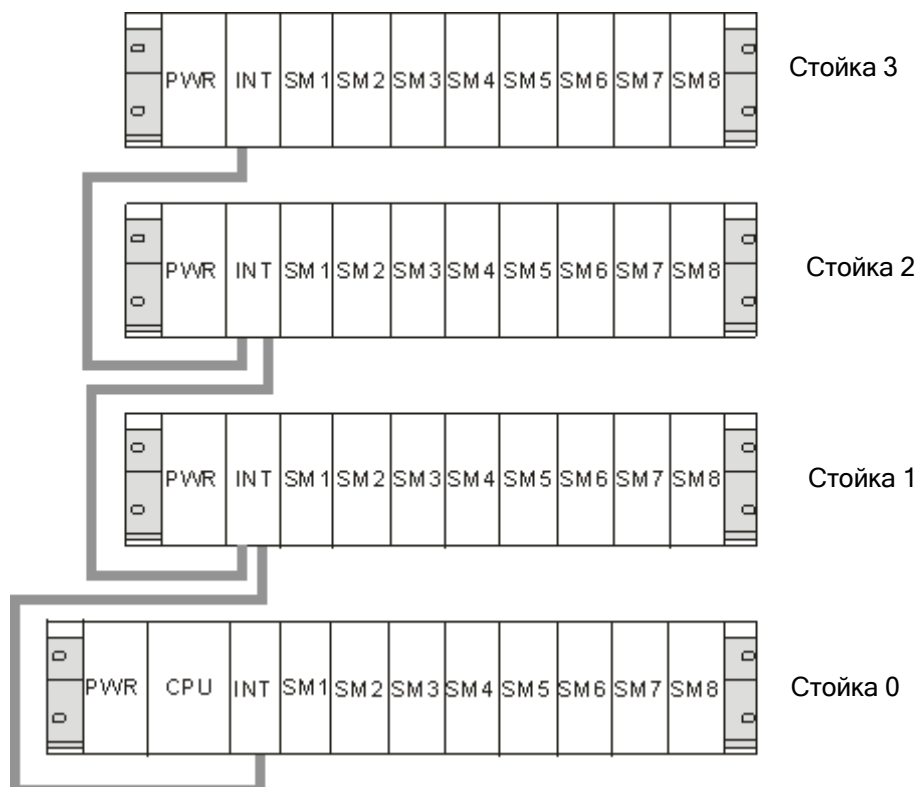 PWR INT SM1 SM2 SM3 SM4 SM5 SM6 SM7 SM8 Стойка 3
PWR INT SM1 SM2 SM3 SM4 SM5 SM6 SM7 SM8 Стойка 2
PWR INT SM1 SM2 SM3 SM4 SM5 SM6 SM7 SM8 Стойка 1
PWR CPU INT SM1 SM2 SM3 SM4 SM5 SM6 SM7 SM8 Стойка 0